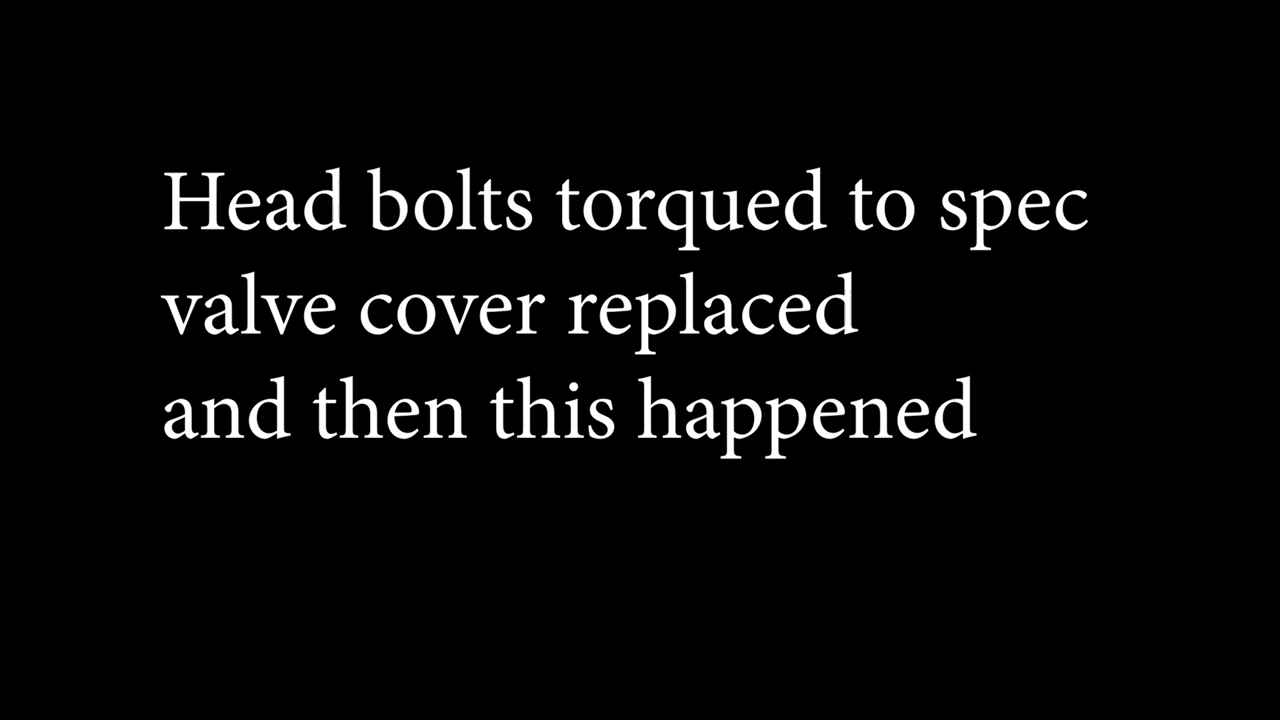 Head bolts torqued to spec
valve cover replaced
and then this happened